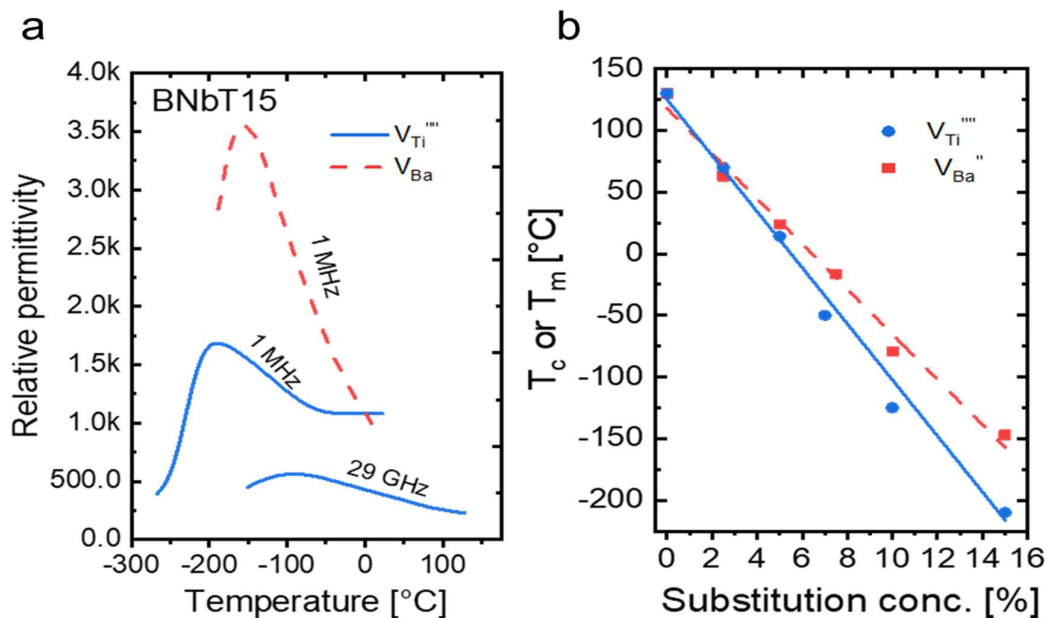 a
BNbT15
V_Ti''''
V_Ba
1 MHz
1 MHz
29 GHz
4.0k
3.5k
3.0k
2.5k
2.0k
1.5k
1.0k
500.0
0.0
Relative permittivity
-300 -200 -100 0 100
Temperature [°C]
b
V_Ti''''
V_Ba''
150
100
50
0
-50
-100
-150
-200
T_c or T_m [°C]
0 2 4 6 8 10 12 14 16
Substitution conc. [%]